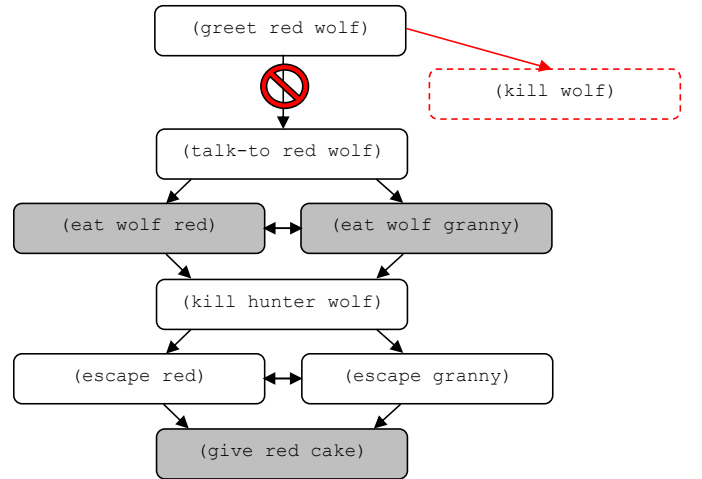 (greet red wolf)
(kill wolf)
(talk-to red wolf)
(eat wolf red)
(eat wolf granny)
(kill hunter wolf)
(escape red)
(escape granny)
(give red cake)